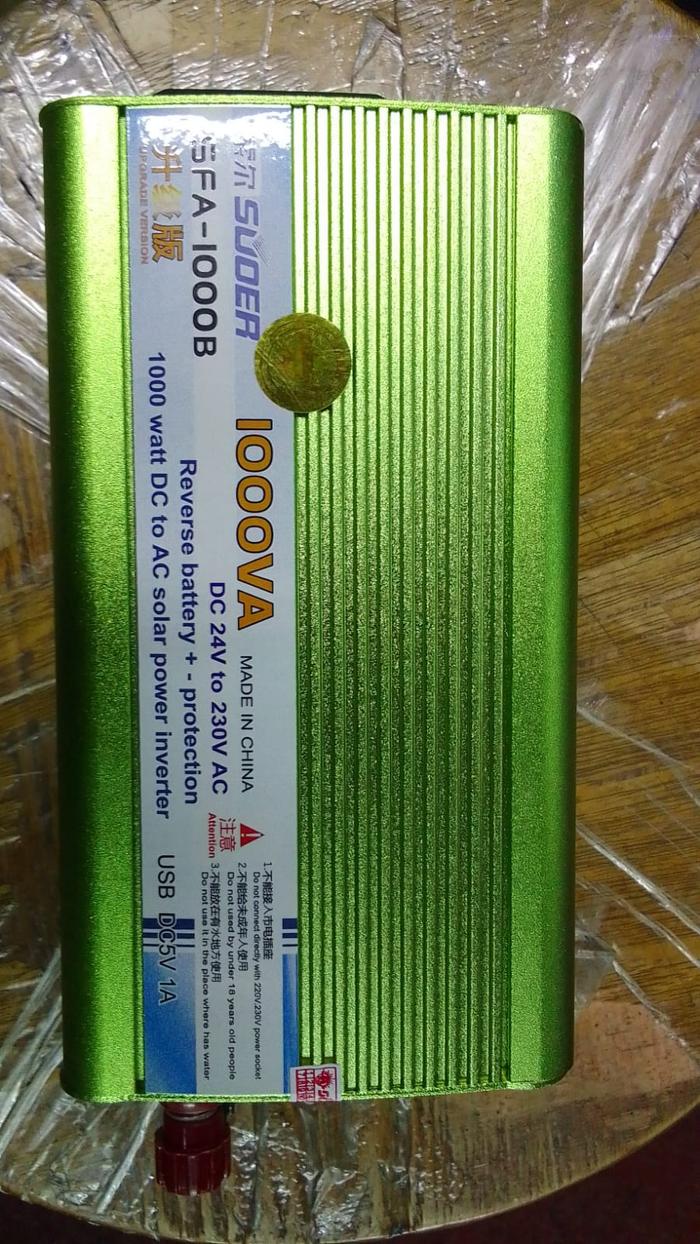 尔 SUOER
SFA-1000B
升级版
UPGRADE VERSION
1000VA
MADE IN CHINA
DC 24V to 230V AC
Reverse battery + - protection
1000 watt DC to AC solar power inverter
注意
Attention
1.不能接入市电插座
Do not connect directly with 220V.230V power socket
2.不能给未成年人使用
Do not used by under 18 years old people
3.不能放在有水地方使用
Do not use it in the place where has water
USB DC5V 1A